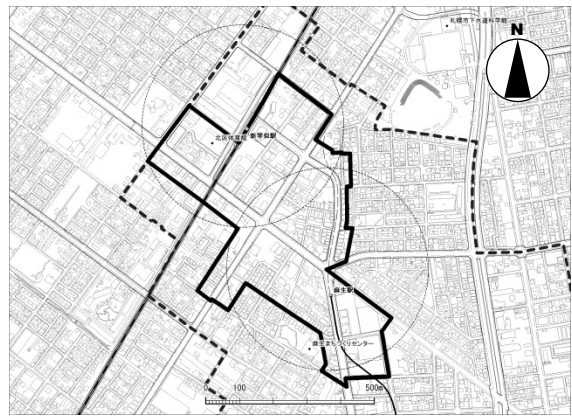 札幌市下水道科学館
N
北区体育館
新琴似駅
麻生駅
麻生まちづくりセンター
0 100 500m